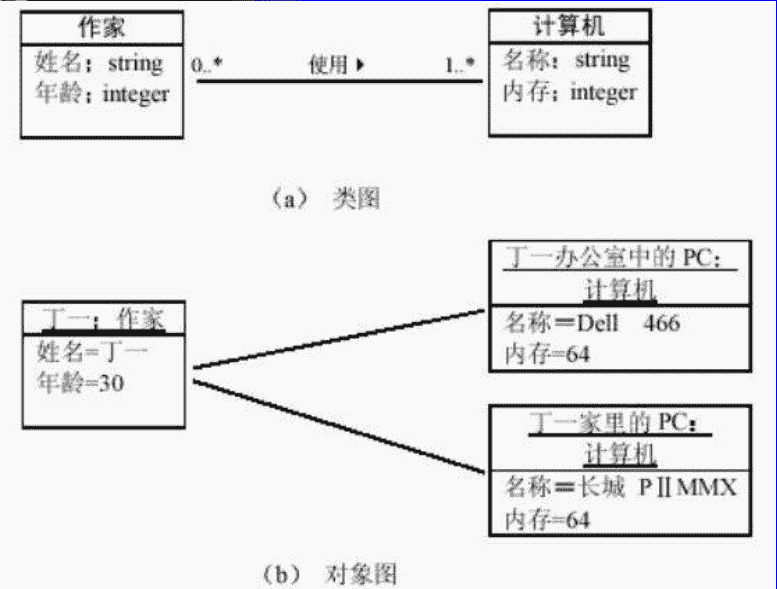 作家
姓名：string
年龄：integer
0..*
使用▶
1..*
计算机
名称：string
内存：integer
（a） 类图
丁一：作家
姓名=丁一
年龄=30
丁一办公室中的 PC：
计算机
名称=Dell 466
内存=64
丁一家里的 PC：
计算机
名称=长城 PⅡMMX
内存=64
（b） 对象图